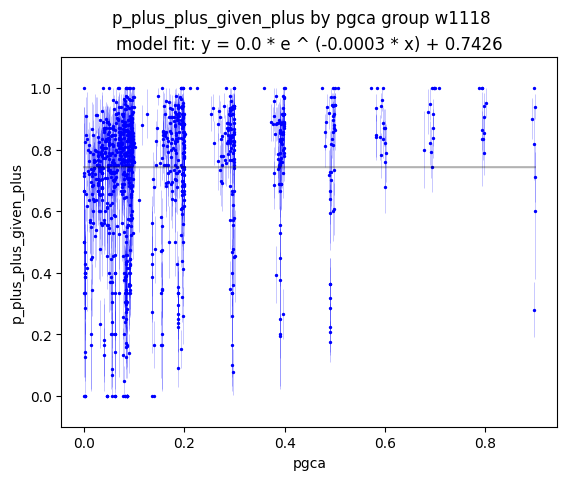 p_plus_plus_given_plus by pgca group w1118
model fit: y = 0.0 * e ^ (-0.0003 * x) + 0.7426
p_plus_plus_given_plus
1.0
0.8
0.6
0.4
0.2
0.0
0.0 0.2 0.4 0.6 0.8
pgca